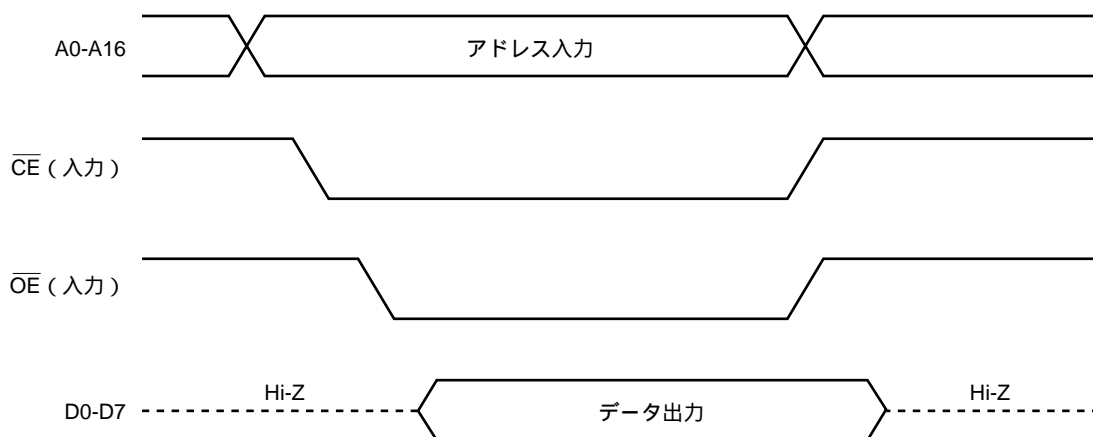 A0-A16
アドレス入力
CE(入力)
OE(入力)
Hi-Z
Hi-Z
D0-D7
データ出力